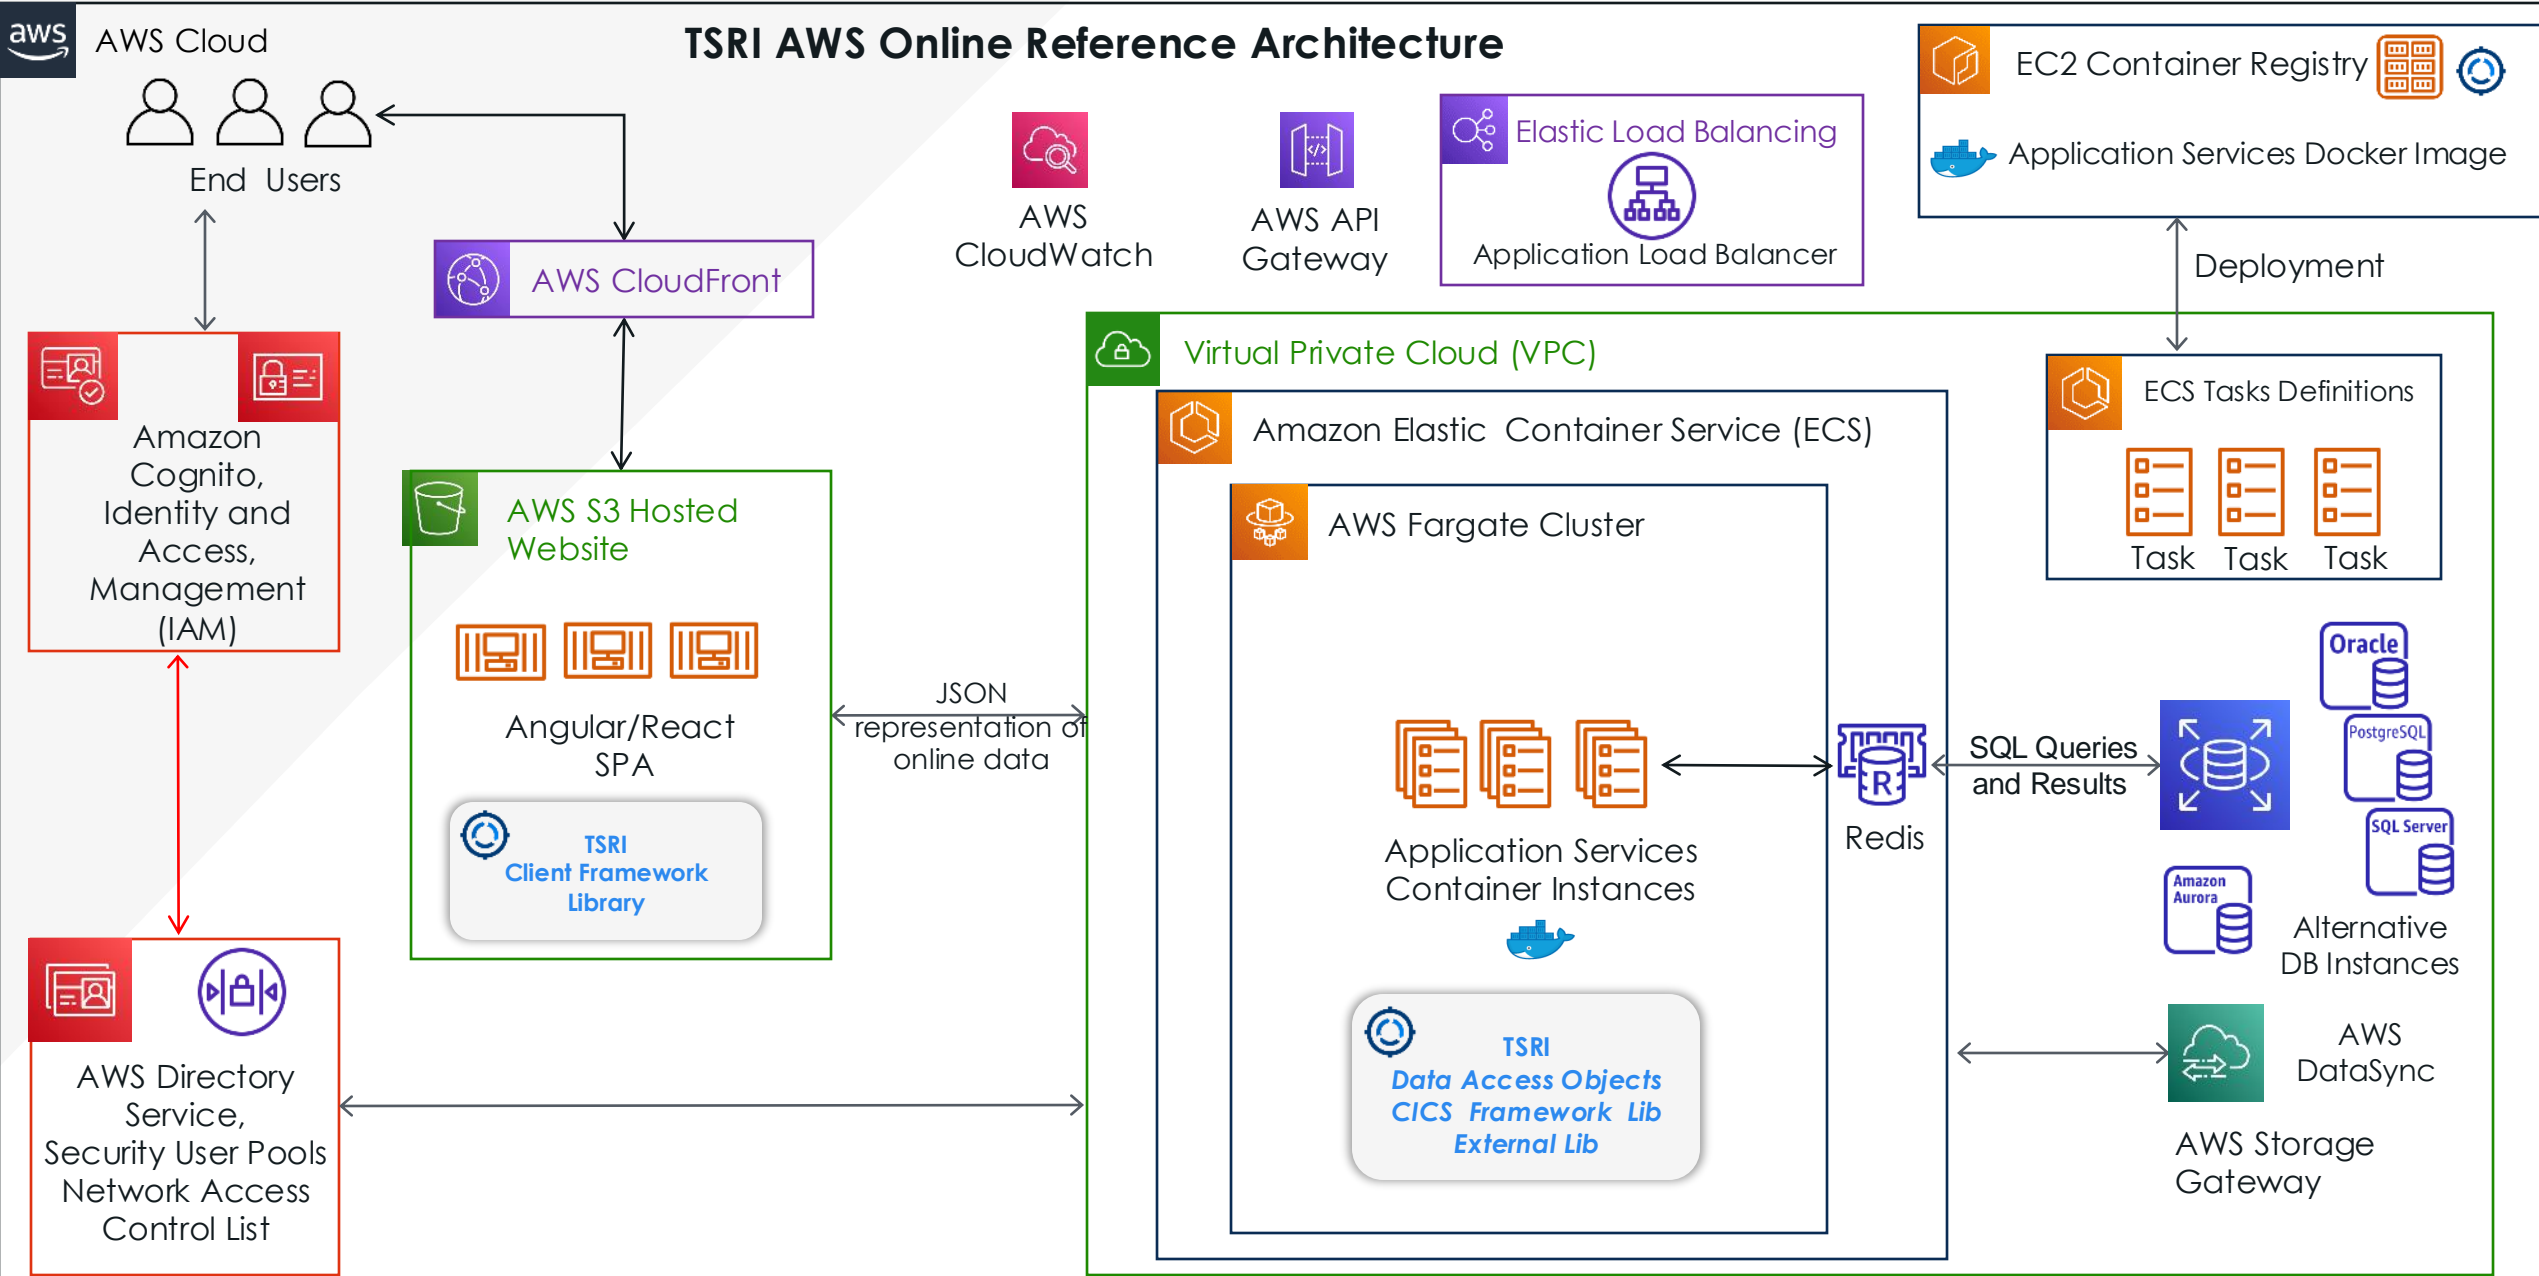 aws
AWS Cloud
TSRI AWS Online Reference Architecture
End Users
AWS
CloudWatch
AWS API
Gateway
Elastic Load Balancing
Application Load Balancer
EC2 Container Registry
Application Services Docker Image
Deployment
AWS CloudFront
Amazon
Cognito,
Identity and
Access,
Management
(IAM)
AWS S3 Hosted
Website
Angular/React
SPA
TSRI
Client Framework
Library
JSON
representation of
online data
AWS Directory
Service,
Security User Pools
Network Access
Control List
Virtual Private Cloud (VPC)
Amazon Elastic Container Service (ECS)
AWS Fargate Cluster
Application Services
Container Instances
TSRI
Data Access Objects
CICS Framework Lib
External Lib
R
Redis
SQL Queries
and Results
ECS Tasks Definitions
Task Task Task
Oracle
PostgreSQL
SQL Server
Amazon
Aurora
Alternative
DB Instances
AWS
DataSync
AWS Storage
Gateway